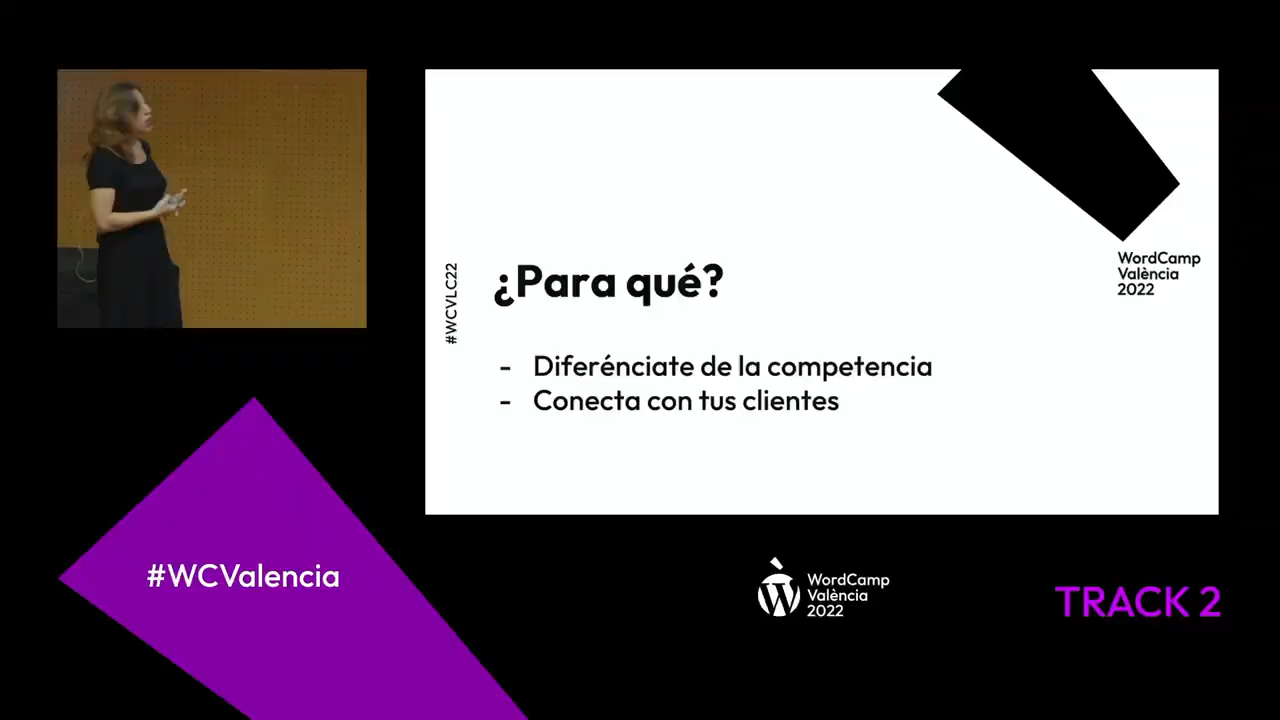 #WCVLC22
¿Para qué?
- Diferénciate de la competencia
- Conecta con tus clientes
WordCamp
València
2022
#WCValencia
WordCamp
València
2022
TRACK 2